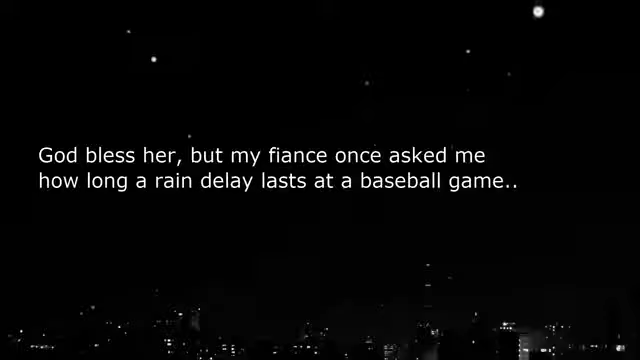 God bless her, but my fiance once asked me
how long a rain delay lasts at a baseball game..